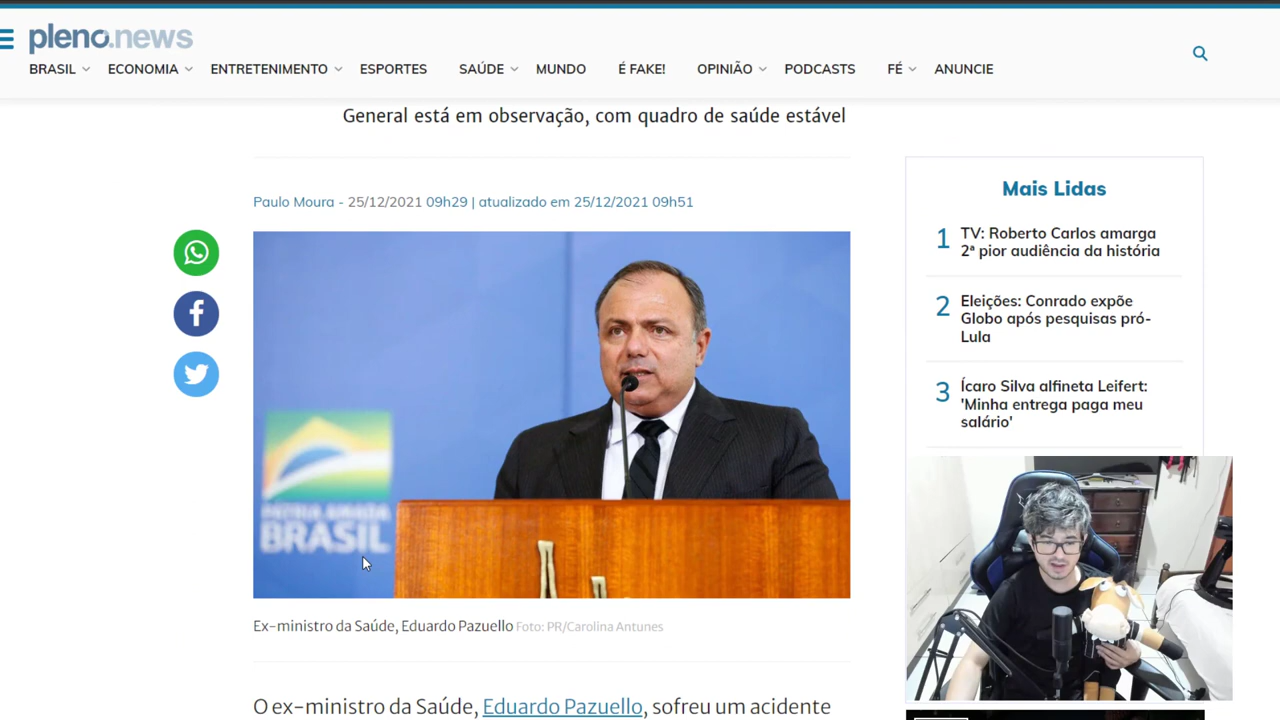 pleno.news
BRASIL
ECONOMIA
ENTRETENIMENTO
ESPORTES
SAÚDE
MUNDO
É FAKE!
OPINIÃO
PODCASTS
FÉ
ANUNCIE
General está em observação, com quadro de saúde estável
Paulo Moura - 25/12/2021 09h29 | atualizado em 25/12/2021 09h51
PÁTRIA AMADA
BRASIL
Ex-ministro da Saúde, Eduardo Pazuello Foto: PR/Carolina Antunes
O ex-ministro da Saúde, Eduardo Pazuello, sofreu um acidente
Mais Lidas
1 TV: Roberto Carlos amarga
2ª pior audiência da história
2 Eleições: Conrado expõe
Globo após pesquisas pró-
Lula
3 Ícaro Silva alfineta Leifert:
'Minha entrega paga meu
salário'